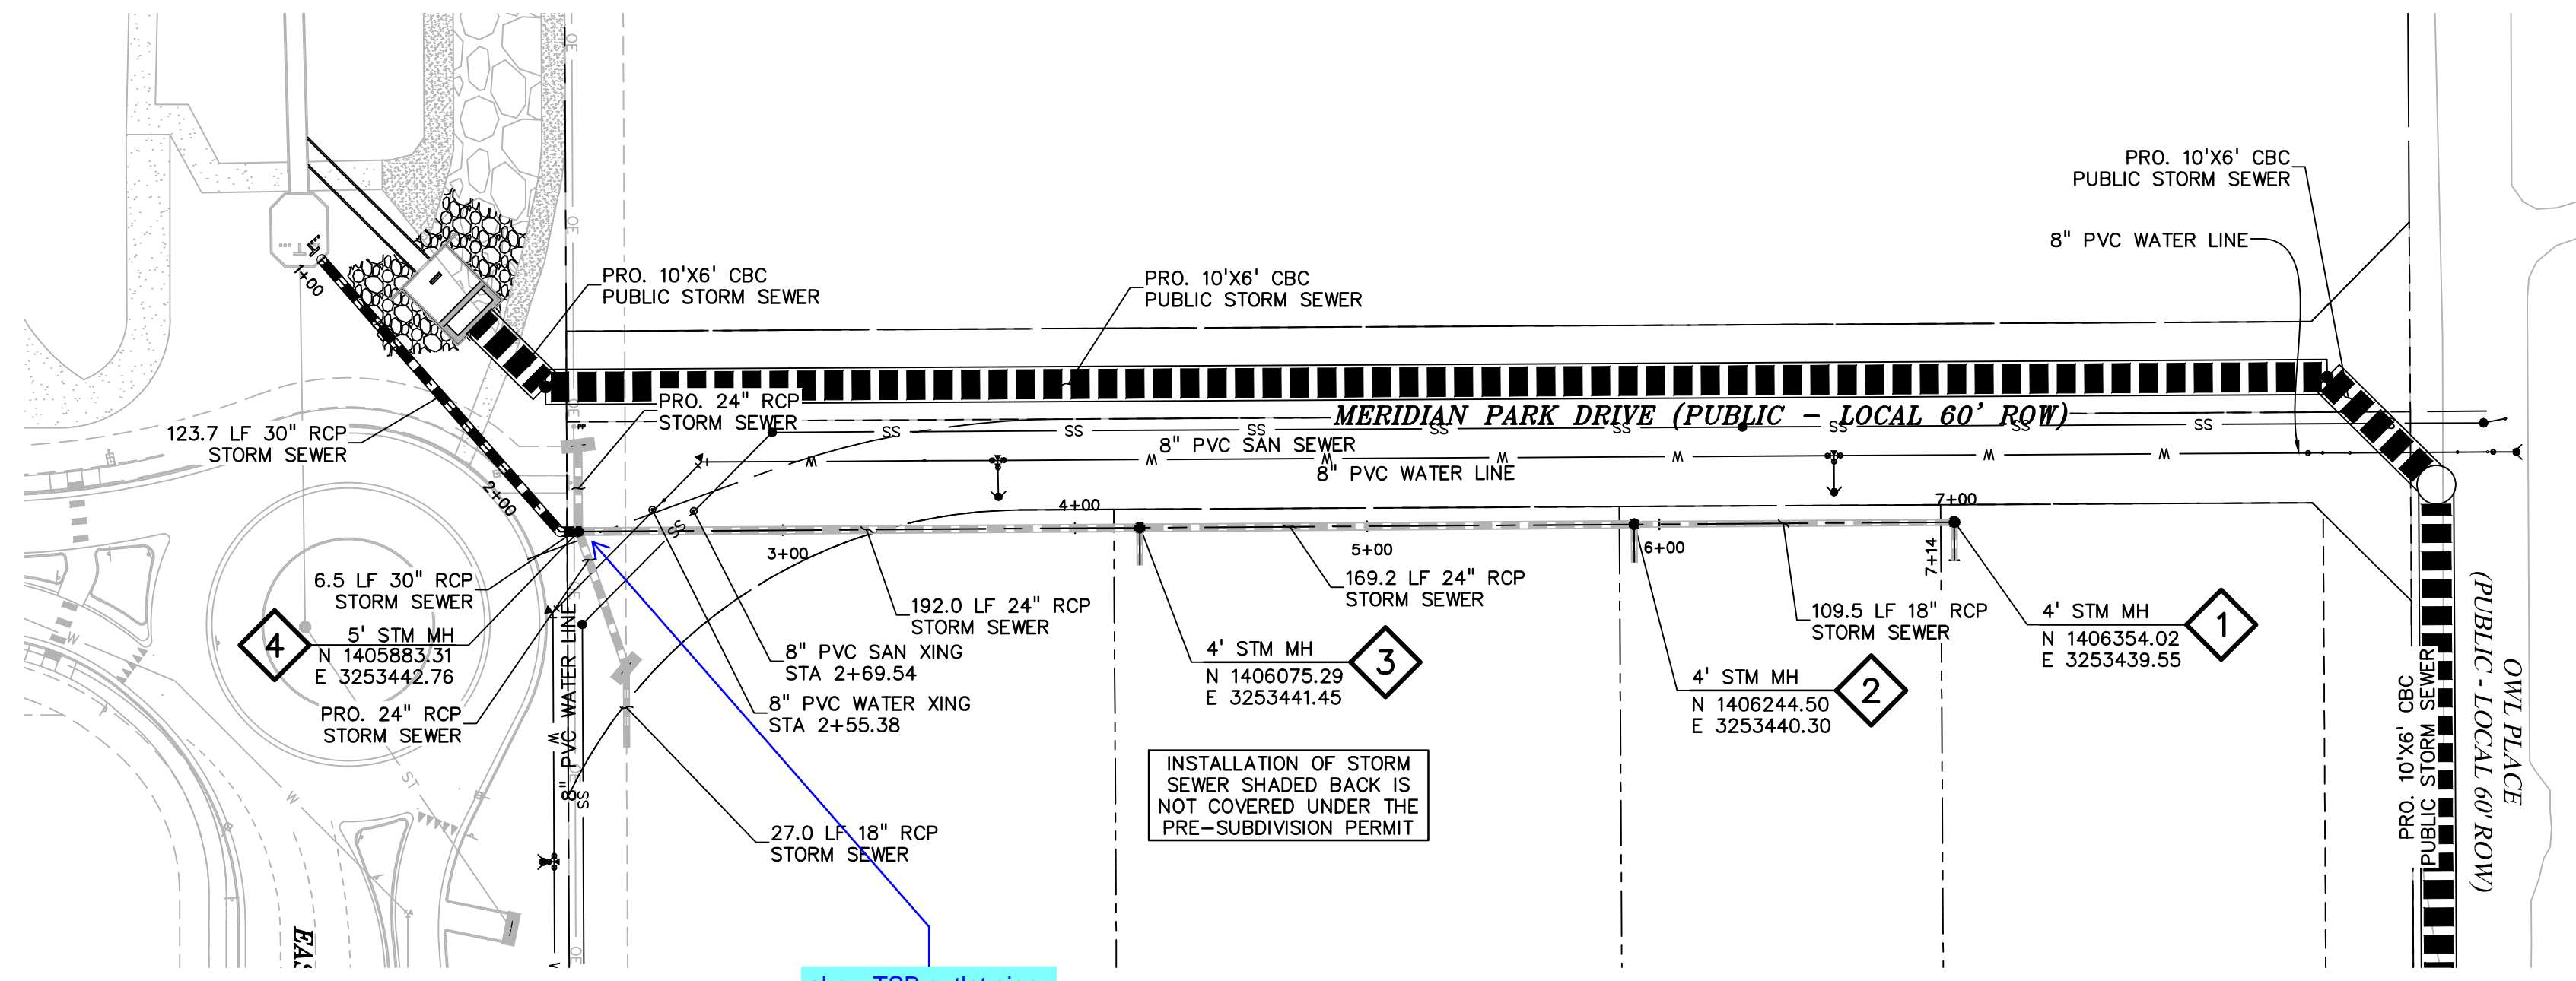 OE
PRO. 10'X6' CBC
PUBLIC STORM SEWER
8" PVC WATER LINE
OE
PRO. 10'X6' CBC
PUBLIC STORM SEWER
PRO. 10'X6' CBC
PUBLIC STORM SEWER
1+00
PRO. 24" RCP
STORM SEWER
MERIDIAN PARK DRIVE (PUBLIC - LOCAL 60' ROW)
SS SS SS SS SS SS SS SS
PP
8" PVC SAN SEWER
123.7 LF 30" RCP
STORM SEWER
W W W W W W W
8" PVC WATER LINE
2+00
SS
3+00
4+00
5+00
6+00
7+00
7+14
6.5 LF 30" RCP
STORM SEWER
4
5' STM MH
N 1405883.31
E 3253442.76
PRO. 24" RCP
STORM SEWER
192.0 LF 24" RCP
STORM SEWER
8" PVC SAN XING
STA 2+69.54
8" PVC WATER XING
STA 2+55.38
169.2 LF 24" RCP
STORM SEWER
4' STM MH
N 1406075.29
E 3253441.45
3
109.5 LF 18" RCP
STORM SEWER
4' STM MH
N 1406244.50
E 3253440.30
2
4' STM MH
N 1406354.02
E 3253439.55
1
8" PVC WATER LINE
W
SS
W
W
ST
INSTALLATION OF STORM
SEWER SHADED BACK IS
NOT COVERED UNDER THE
PRE-SUBDIVISION PERMIT
27.0 LF 18" RCP
STORM SEWER
PRO. 10'X6' CBC
PUBLIC STORM SEWER
OWL PLACE
(PUBLIC - LOCAL 60' ROW)
OE
W